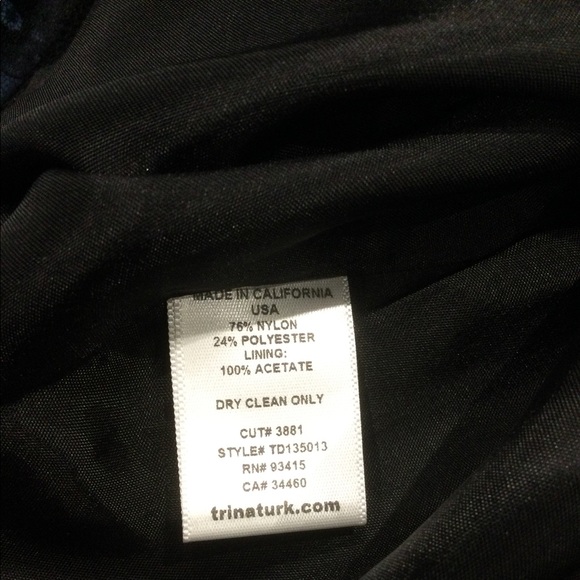 MADE IN CALIFORNIA
USA
76% NYLON
24% POLYESTER
LINING:
100% ACETATE
DRY CLEAN ONLY
CUT# 3881
STYLE# TD135013
RN# 93415
CA# 34460
trinaturk.com